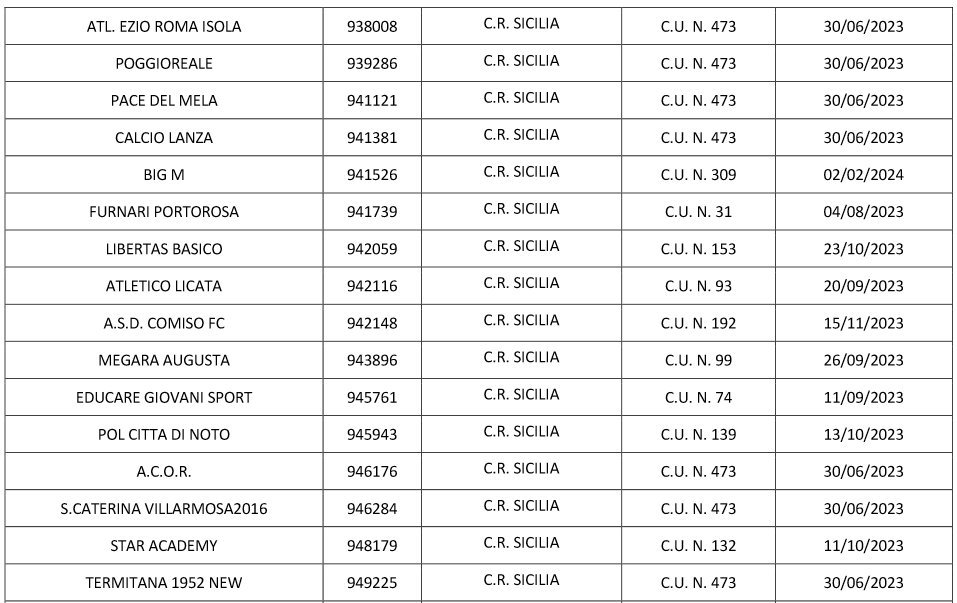 ATL. EZIO ROMA ISOLA 938008 C.R. SICILIA C.U. N. 473 30/06/2023
POGGIOREALE 939286 C.R. SICILIA C.U. N. 473 30/06/2023
PACE DEL MELA 941121 C.R. SICILIA C.U. N. 473 30/06/2023
CALCIO LANZA 941381 C.R. SICILIA C.U. N. 473 30/06/2023
BIG M 941526 C.R. SICILIA C.U. N. 309 02/02/2024
FURNARI PORTOROSA 941739 C.R. SICILIA C.U. N. 31 04/08/2023
LIBERTAS BASICO 942059 C.R. SICILIA C.U. N. 153 23/10/2023
ATLETICO LICATA 942116 C.R. SICILIA C.U. N. 93 20/09/2023
A.S.D. COMISO FC 942148 C.R. SICILIA C.U. N. 192 15/11/2023
MEGARA AUGUSTA 943896 C.R. SICILIA C.U. N. 99 26/09/2023
EDUCARE GIOVANI SPORT 945761 C.R. SICILIA C.U. N. 74 11/09/2023
POL CITTA DI NOTO 945943 C.R. SICILIA C.U. N. 139 13/10/2023
A.C.O.R. 946176 C.R. SICILIA C.U. N. 473 30/06/2023
S.CATERINA VILLARMOSA2016 946284 C.R. SICILIA C.U. N. 473 30/06/2023
STAR ACADEMY 948179 C.R. SICILIA C.U. N. 132 11/10/2023
TERMITANA 1952 NEW 949225 C.R. SICILIA C.U. N. 473 30/06/2023